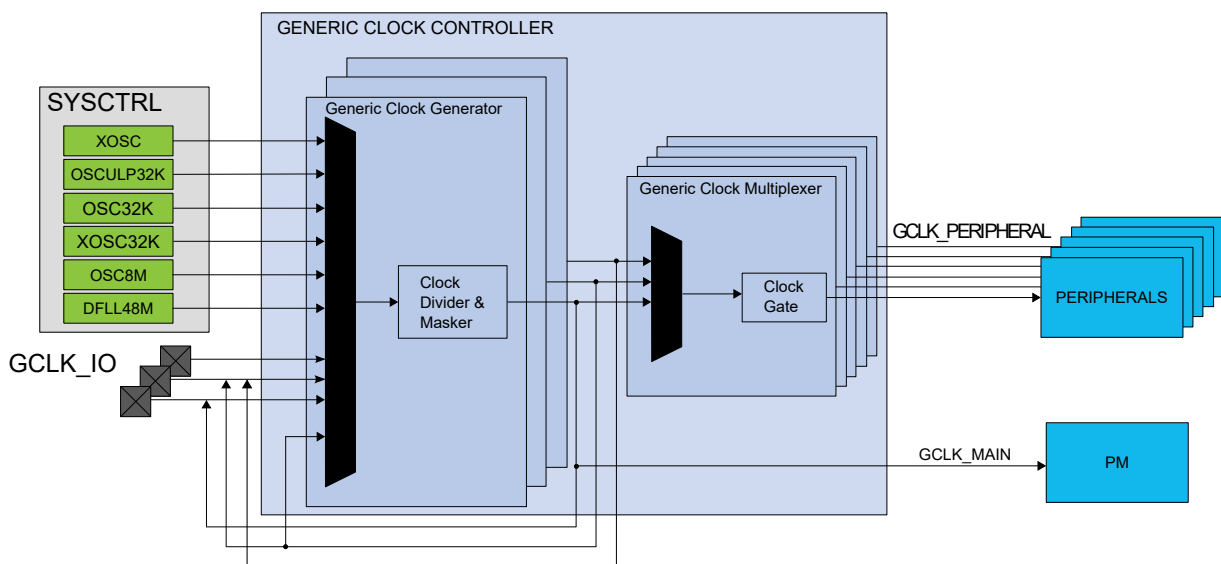 GENERIC CLOCK CONTROLLER
SYSCTRL
XOSC
OSCULP32K
OSC32K
XOSC32K
OSC8M
DFLL48M
GCLK_IO
Generic Clock Generator
Clock
Divider &
Masker
Generic Clock Multiplexer
Clock
Gate
GCLK_PERIPHERAL
PERIPHERALS
GCLK_MAIN
PM